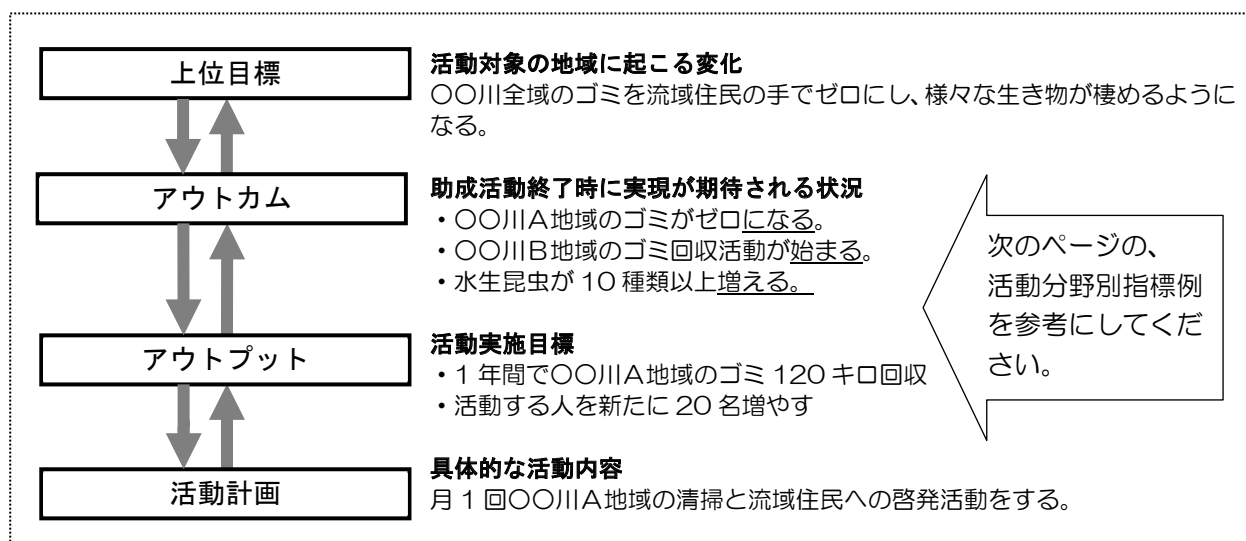 上位目標
活動対象の地域に起こる変化
〇〇川全域のゴミを流域住民の手でゼロにし、様々な生き物が棲めるように
なる。
アウトカム
助成活動終了時に実現が期待される状況
・〇〇川A地域のゴミがゼロになる。
・〇〇川B地域のゴミ回収活動が始まる。
・水生昆虫が 10 種類以上増える。
次のページの、
活動分野別指標例
を参考にしてくだ
さい。
アウトプット
活動実施目標
・1 年間で〇〇川A地域のゴミ 120 キロ回収
・活動する人を新たに 20 名増やす
活動計画
具体的な活動内容
月 1 回〇〇川A地域の清掃と流域住民への啓発活動をする。